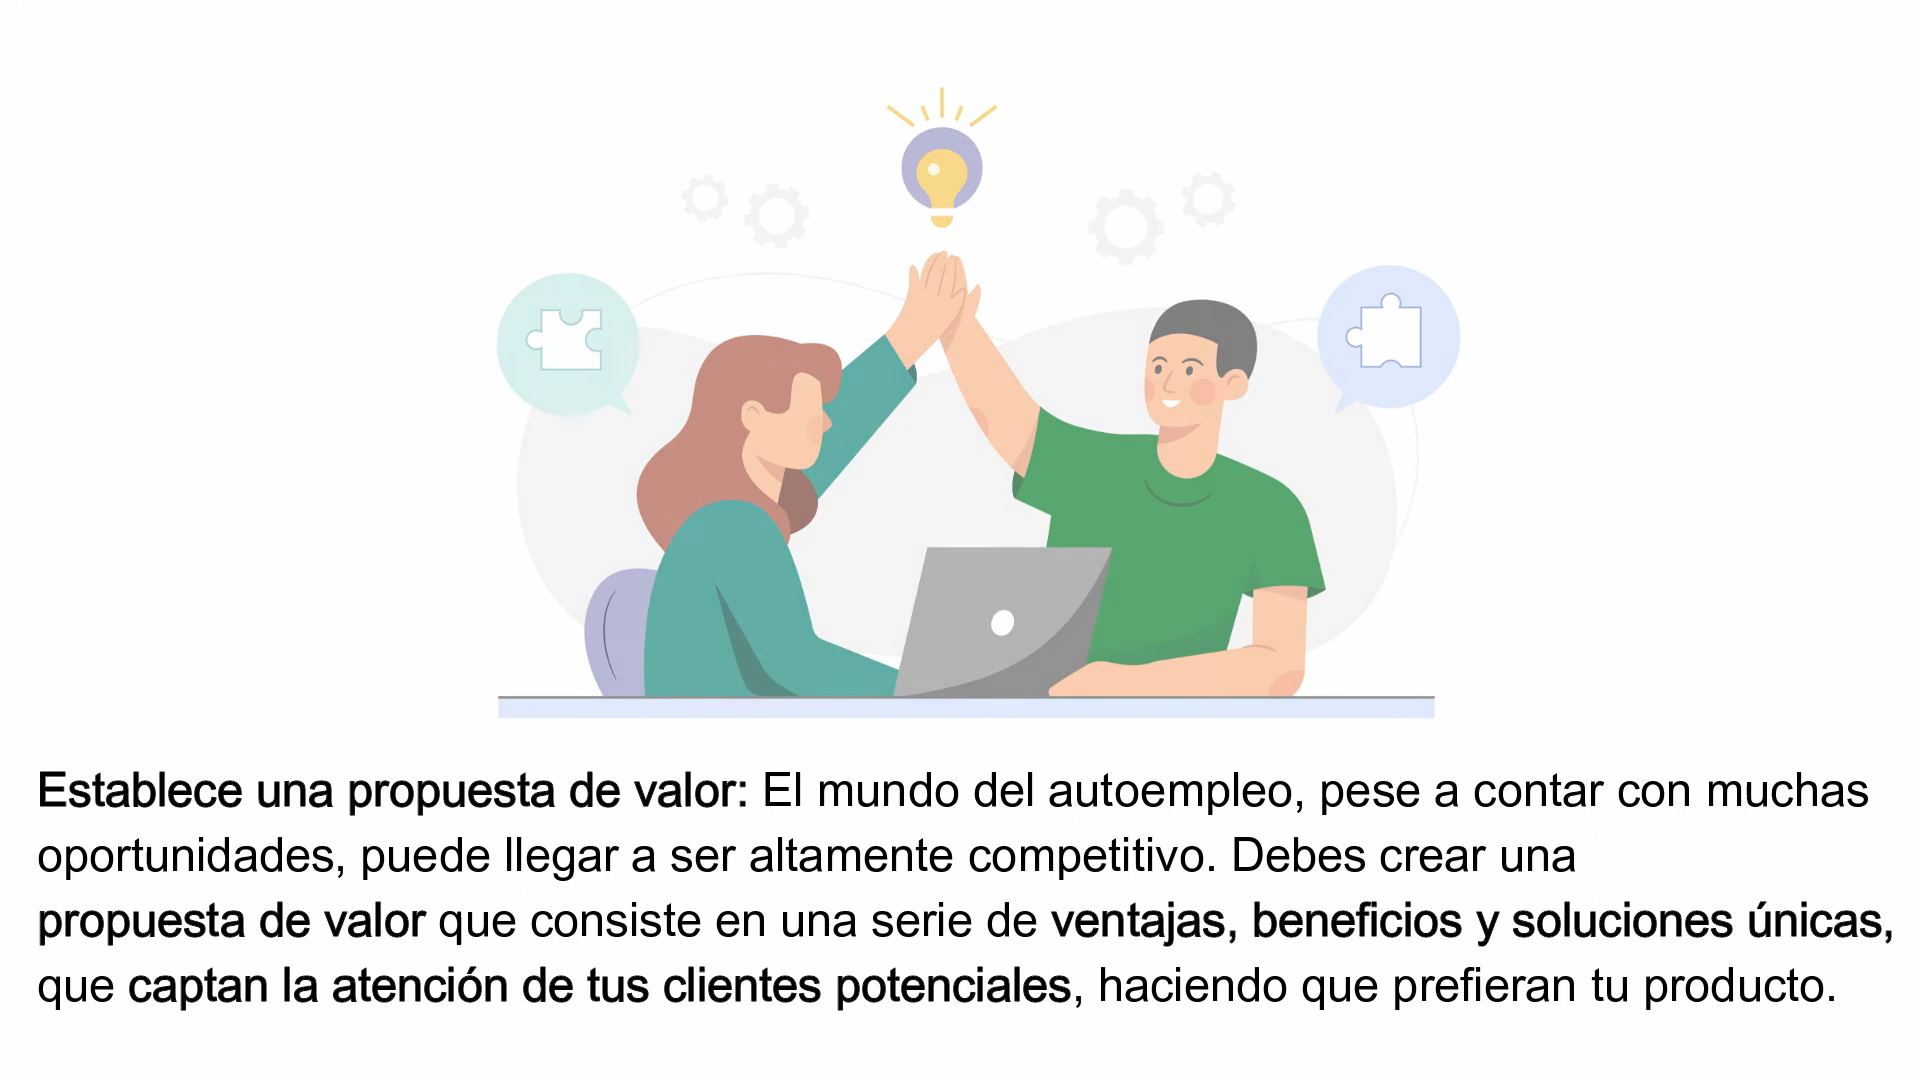 Establece una propuesta de valor: El mundo del autoempleo, pese a contar con muchas
oportunidades, puede llegar a ser altamente competitivo. Debes crear una
propuesta de valor que consiste en una serie de ventajas, beneficios y soluciones únicas,
que captan la atención de tus clientes potenciales, haciendo que prefieran tu producto.